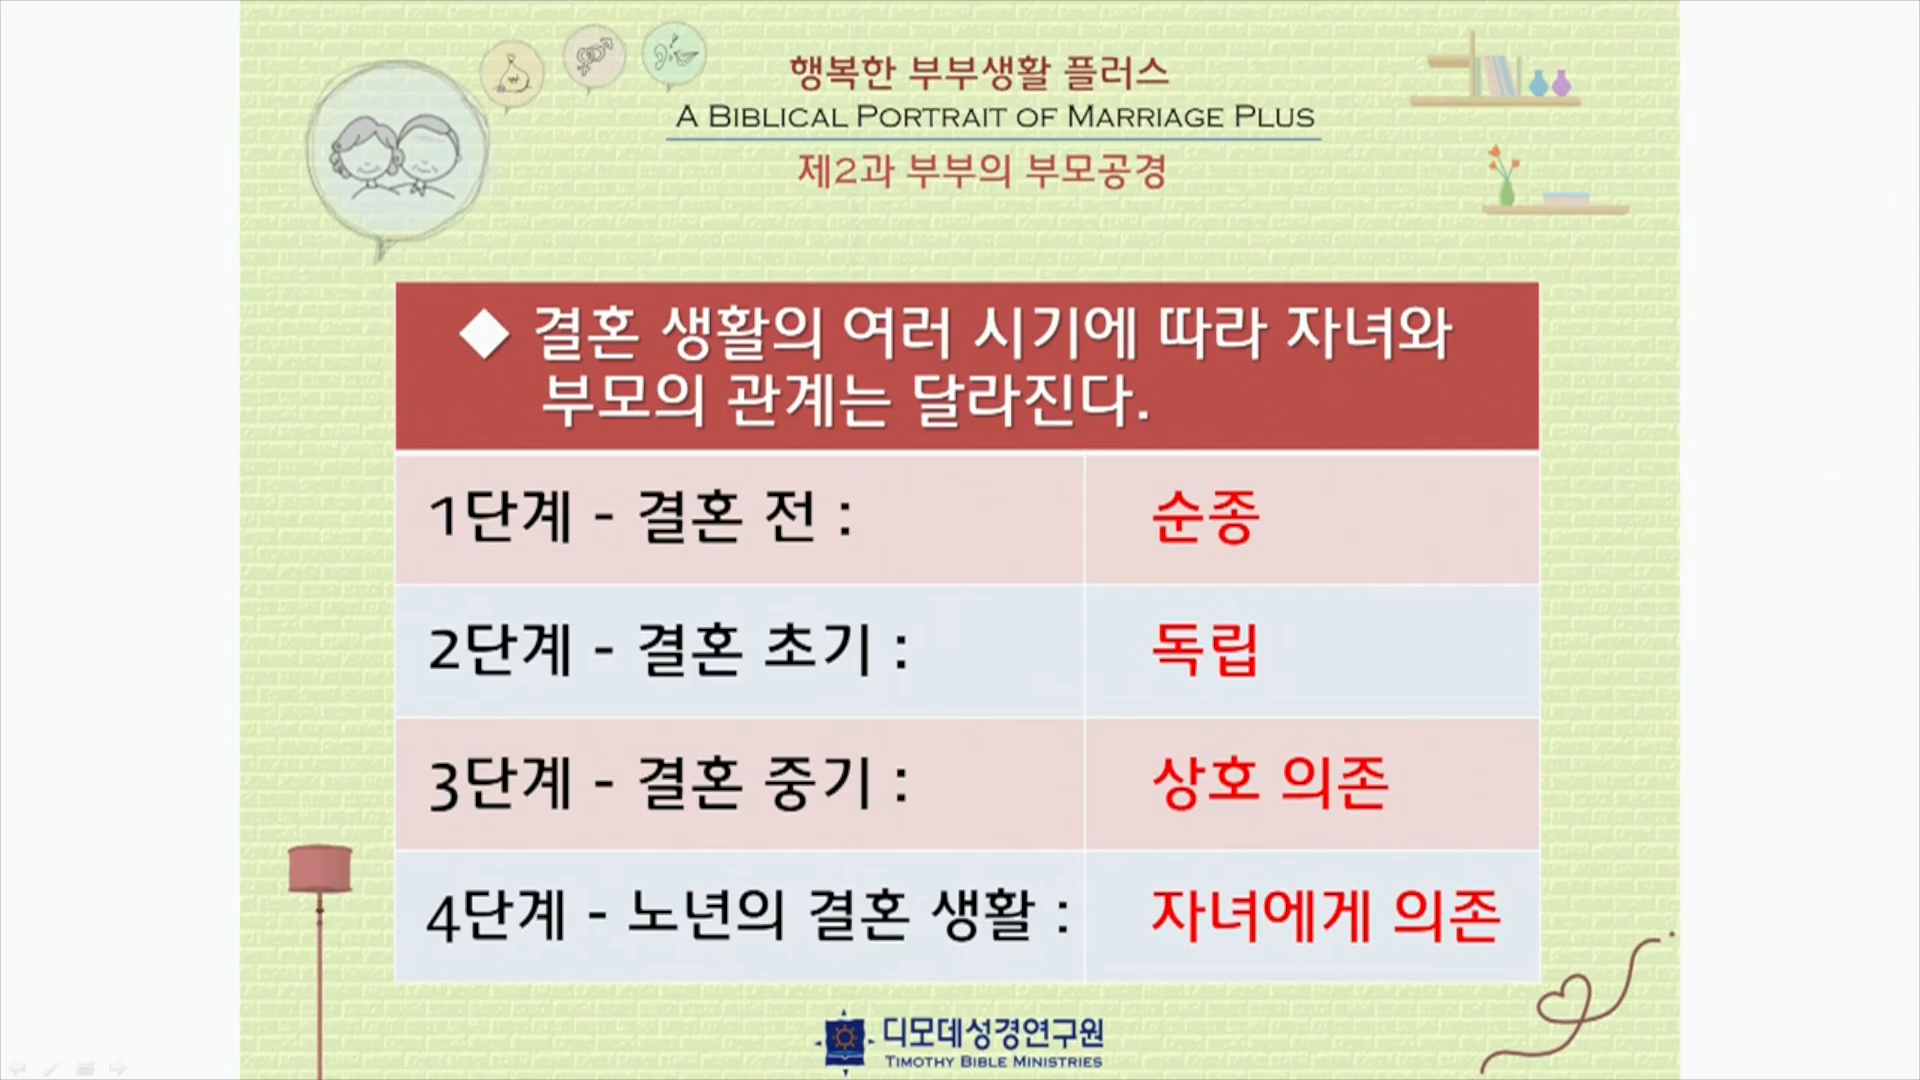 행복한 부부생활 플러스
A BIBLICAL PORTRAIT OF MARRIAGE PLUS
제2과 부부의 부모공경
◆ 결혼 생활의 여러 시기에 따라 자녀와
부모의 관계는 달라진다.
1단계 - 결혼 전 : 순종
2단계 - 결혼 초기 : 독립
3단계 - 결혼 중기 : 상호 의존
4단계 - 노년의 결혼 생활 : 자녀에게 의존
디모데성경연구원
TIMOTHY BIBLE MINISTRIES